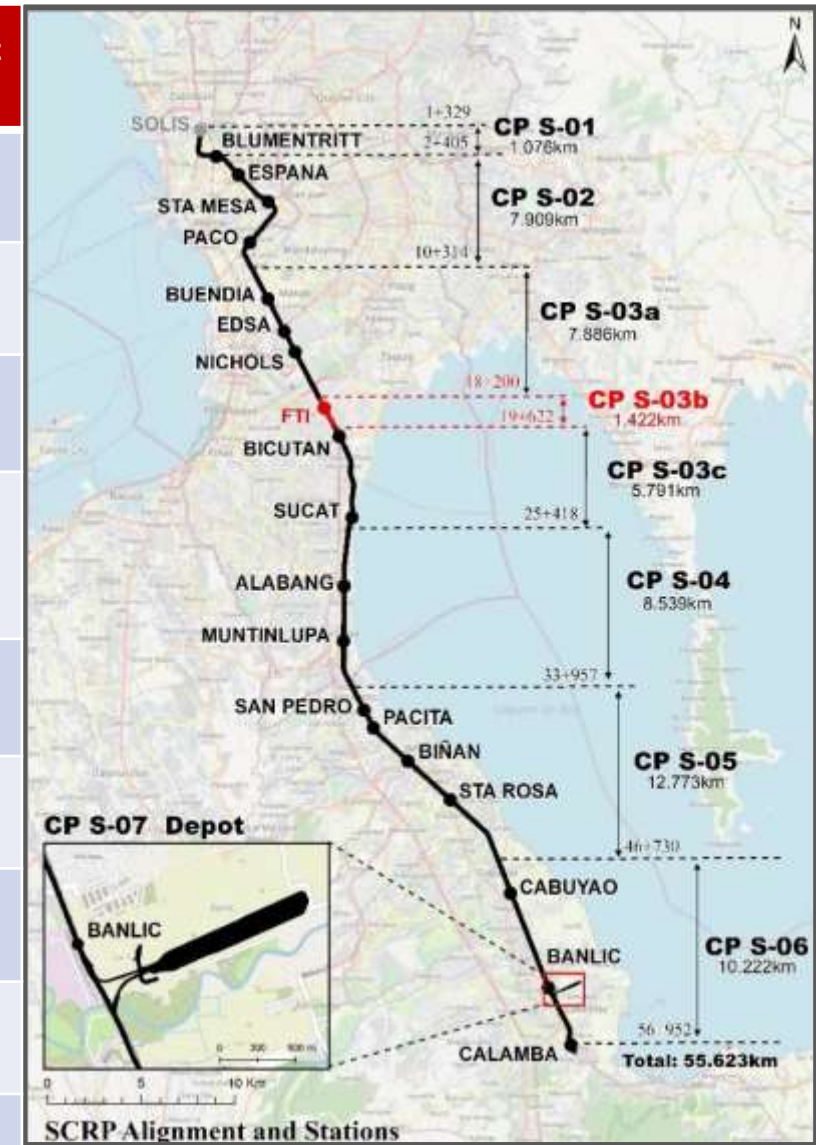 N
1+329
SOLIS
CP S-01
1.076km
BLUMENTRITT
2+405
ESPANA
CP S-02
7.909km
STA MESA
PACO
10+314
BUENDIA
CP S-03a
7.886km
EDSA
NICHOLS
18+200
CP S-03b
1.422km
FTI
19+622
BICUTAN
CP S-03c
5.791km
SUCAT
25+418
CP S-04
8.539km
ALABANG
MUNTINLUPA
33+957
SAN PEDRO
PACITA
BIÑAN
CP S-05
12.773km
STA ROSA
CP S-07 Depot
46+730
CABUYAO
BANLIC
BANLIC
CP S-06
10.222km
56+952
CALAMBA
Total: 55.623km
0 5 10 Km
SCRP Alignment and Stations